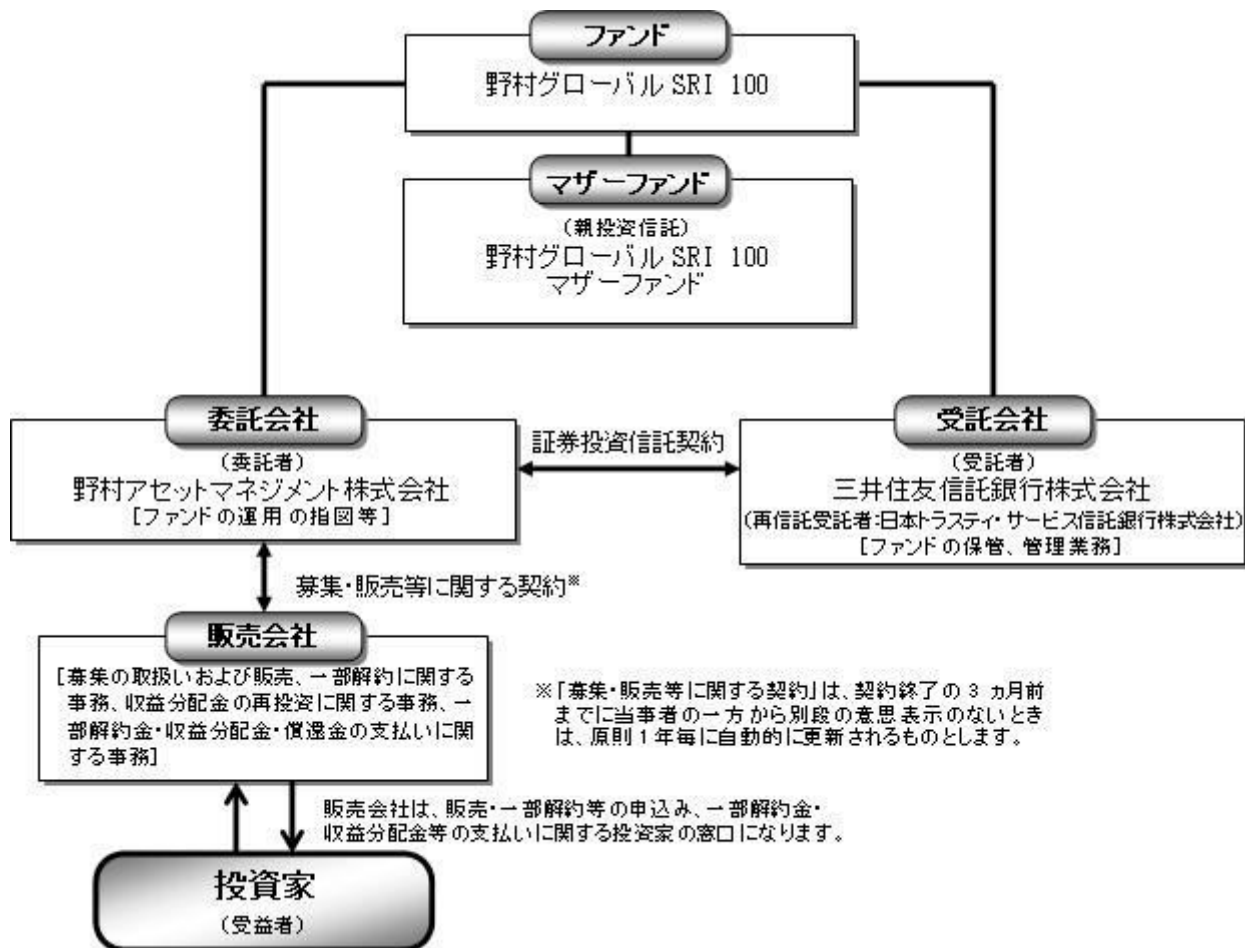 ファンド
野村グローバル SRI 100
マザーファンド
(親投資信託)
野村グローバル SRI 100
マザーファンド
委託会社
(委託者)
野村アセットマネジメント株式会社
[ファンドの運用の指図等]
証券投資信託契約
受託会社
(受託者)
三井住友信託銀行株式会社
(再信託受託者:日本トラスティ・サービス信託銀行株式会社)
[ファンドの保管、管理業務]
募集・販売等に関する契約※
販売会社
[募集の取扱いおよび販売、一部解約に関する
事務、収益分配金の再投資に関する事務、一
部解約金・収益分配金・償還金の支払いに関
する事務]
※「募集・販売等に関する契約」は、契約終了の3ヵ月前
までに当事者の一方から別段の意思表示のないとき
は、原則1年毎に自動的に更新されるものとします。
販売会社は、販売・一部解約等の申込み、一部解約金・
収益分配金等の支払いに関する投資家の窓口になります。
投資家
(受益者)